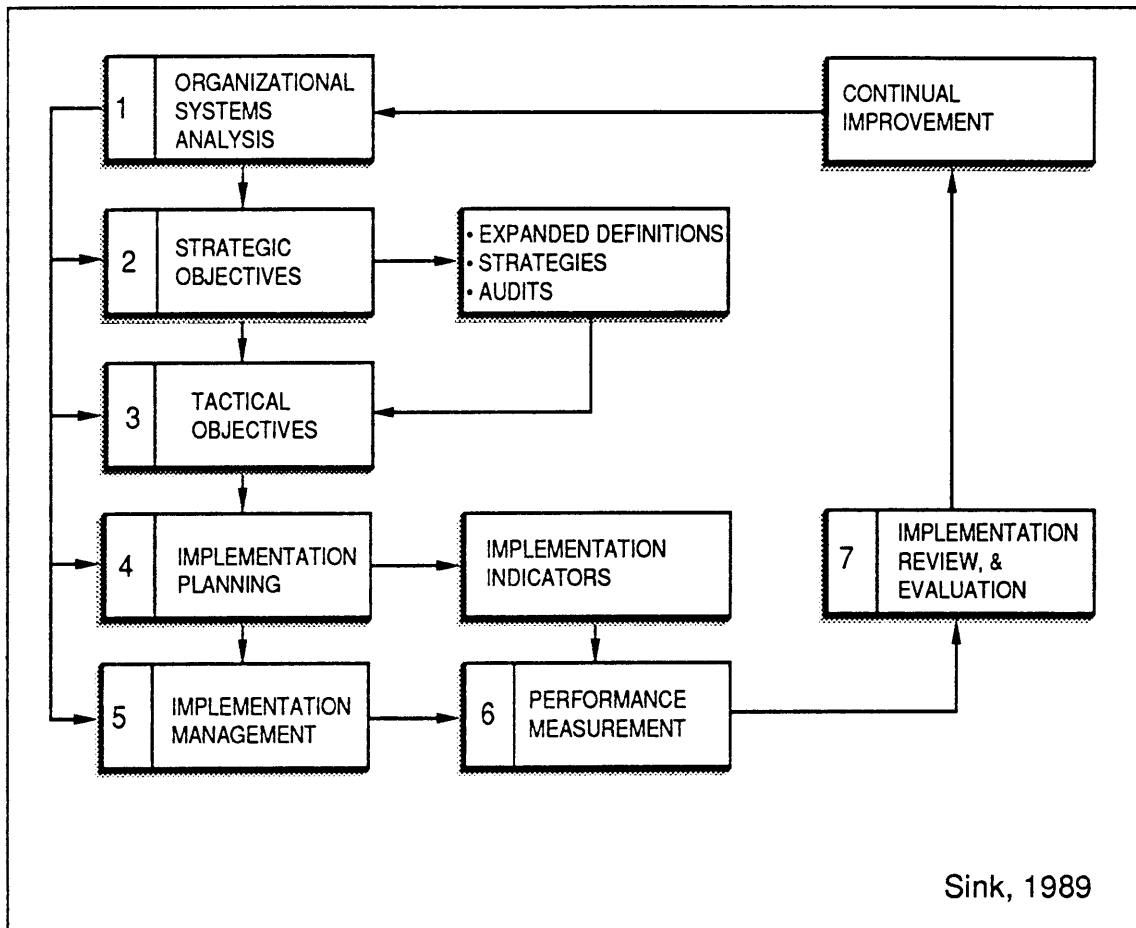 1
ORGANIZATIONAL
SYSTEMS
ANALYSIS
CONTINUAL
IMPROVEMENT
2
STRATEGIC
OBJECTIVES
• EXPANDED DEFINITIONS
• STRATEGIES
• AUDITS
3
TACTICAL
OBJECTIVES
4
IMPLEMENTATION
PLANNING
IMPLEMENTATION
INDICATORS
7
IMPLEMENTATION
REVIEW, &
EVALUATION
5
IMPLEMENTATION
MANAGEMENT
6
PERFORMANCE
MEASUREMENT
Sink, 1989